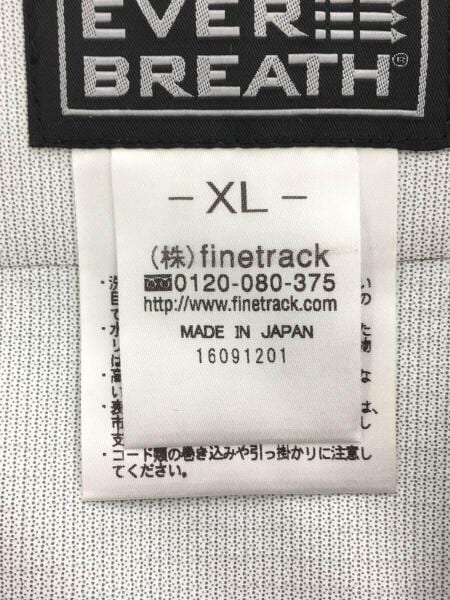 EVER
BREATH®
- XL -
(株)finetrack
0120-080-375
http://www.finetrack.com
MADE IN JAPAN
16091201
・コード類の巻き込みや引っ掛かりに注意し
てください。